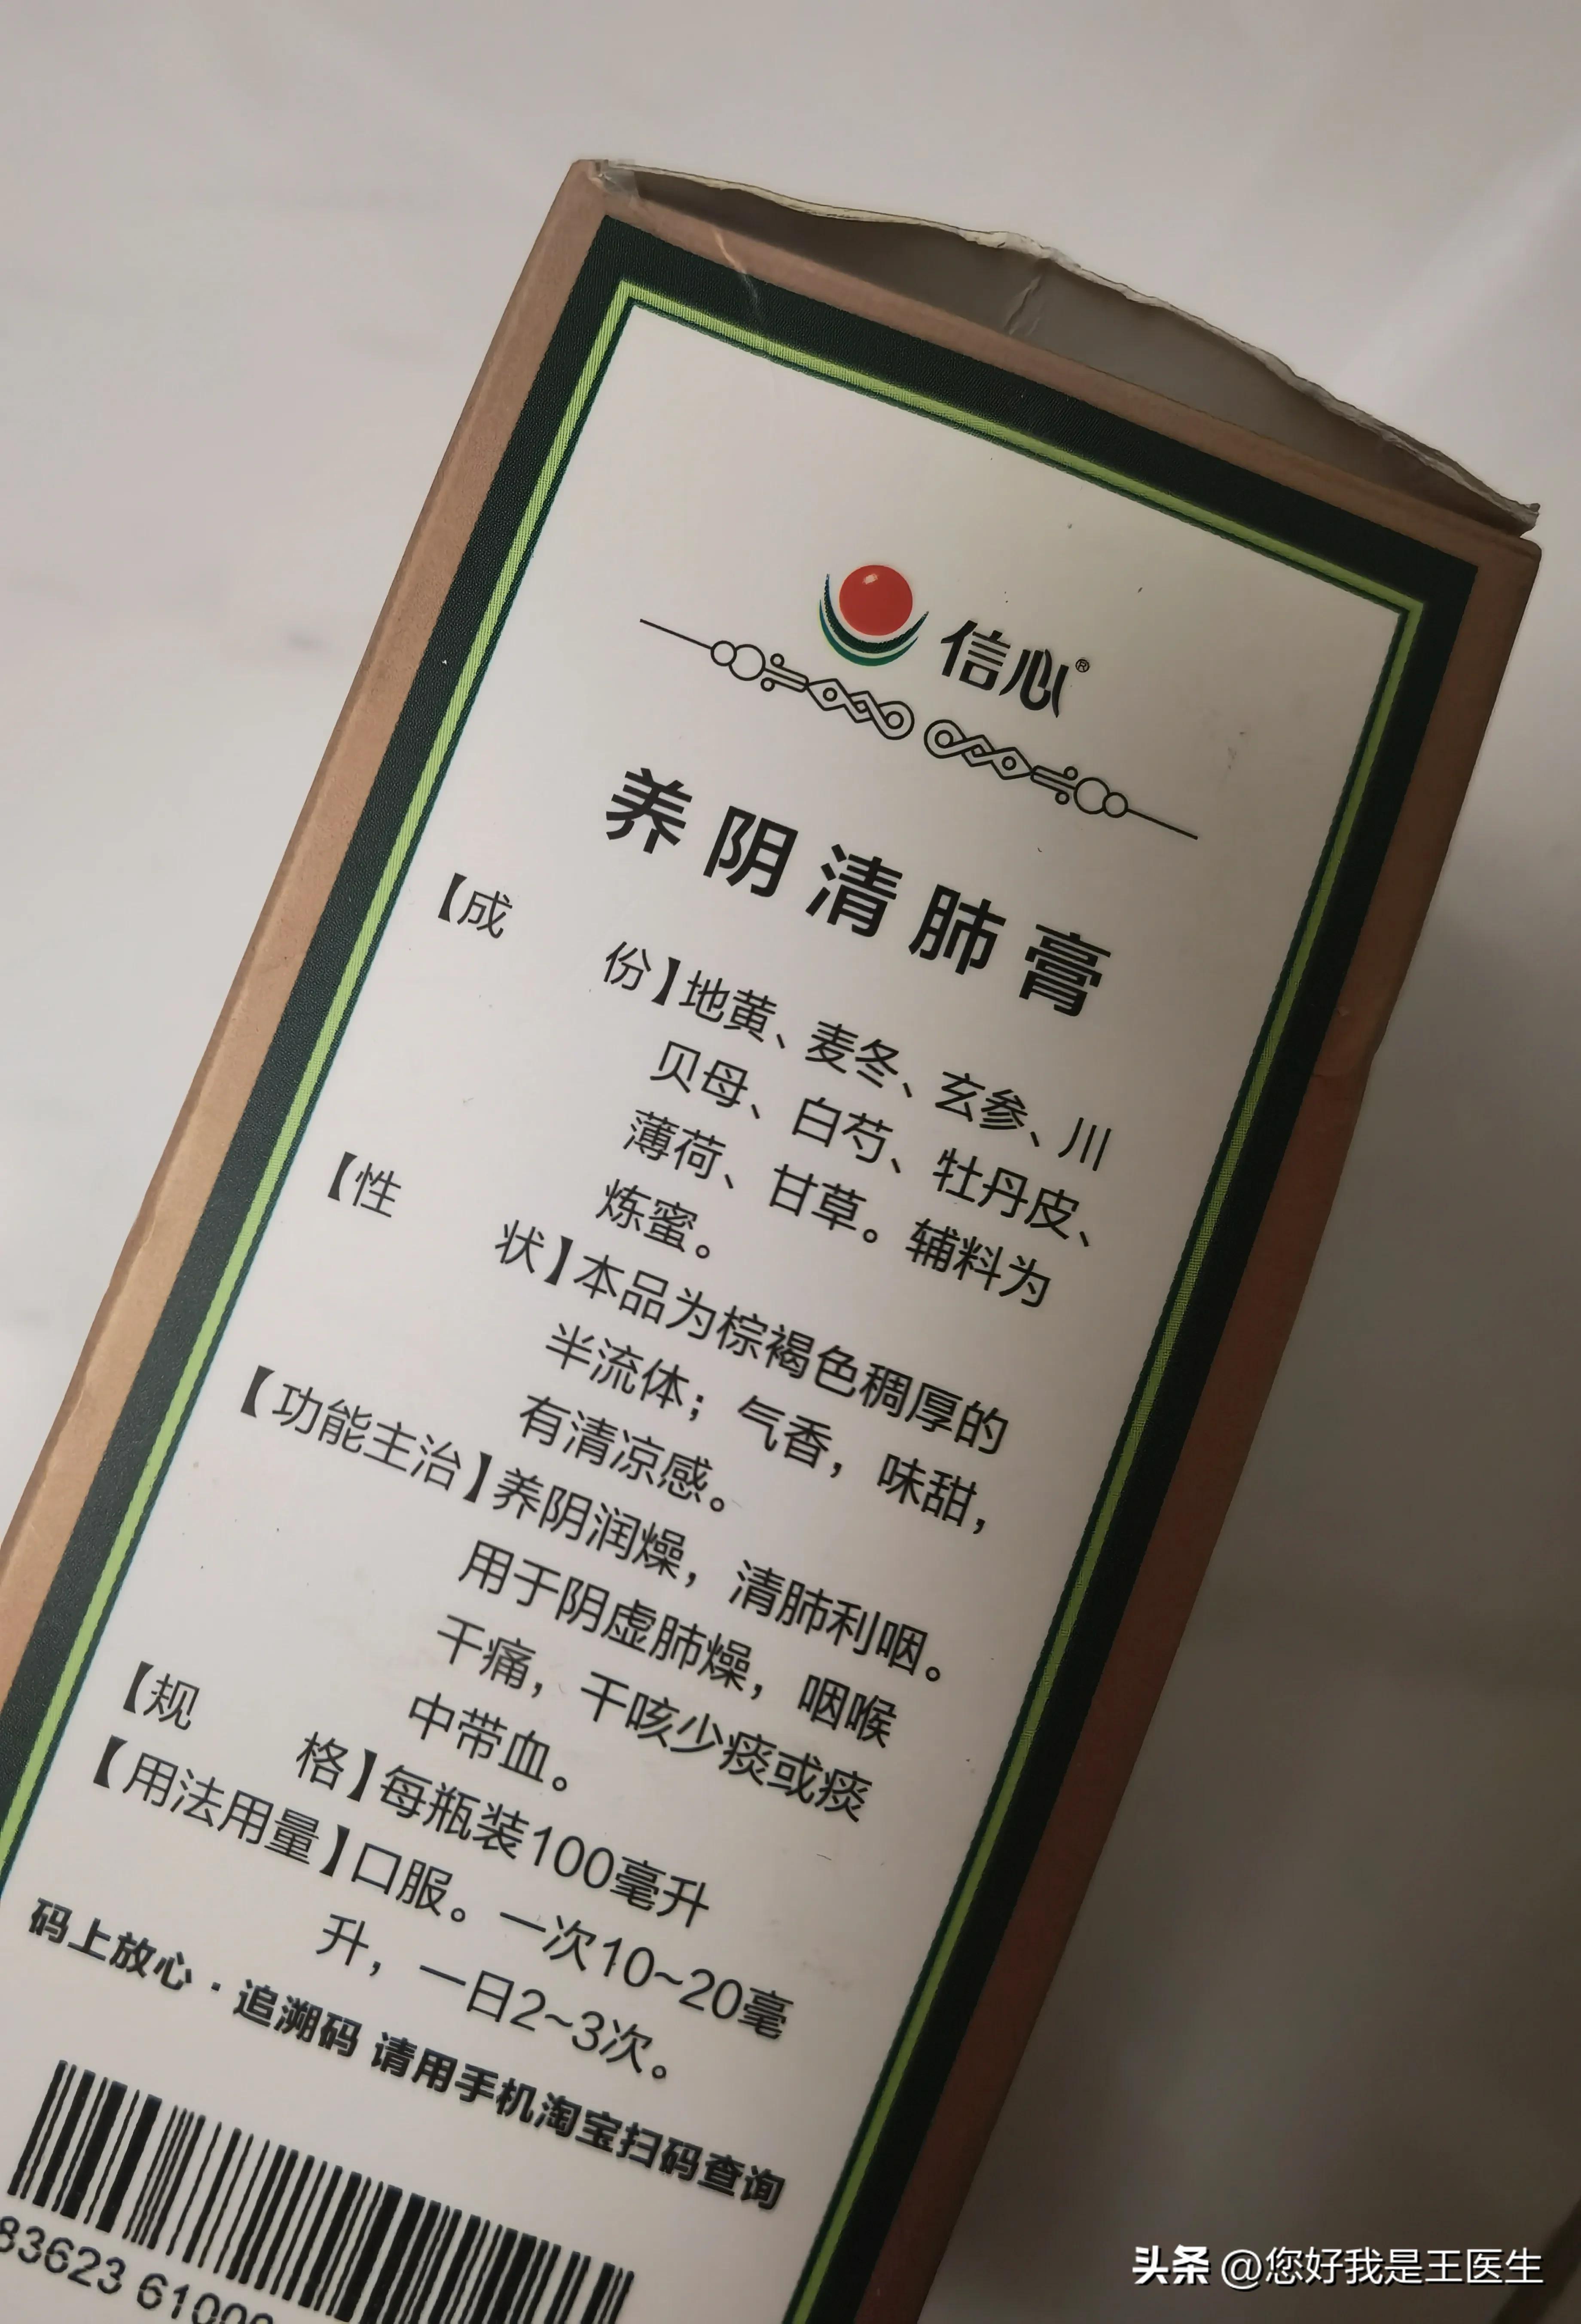 信心®
养阴清肺膏
【成份】地黄、麦冬、玄参、川
贝母、白芍、牡丹皮、
薄荷、甘草。辅料为
炼蜜。
【性状】本品为棕褐色稠厚的
半流体；气香，味甜，
有清凉感。
【功能主治】养阴润燥，清肺利咽。
用于阴虚肺燥，咽喉
干痛，干咳少痰或痰
中带血。
【规格】每瓶装100毫升
【用法用量】口服。一次10~20毫
升，一日2~3次。
码上放心·追溯码 请用手机淘宝扫码查询
83623 6100
头条 @您好我是王医生